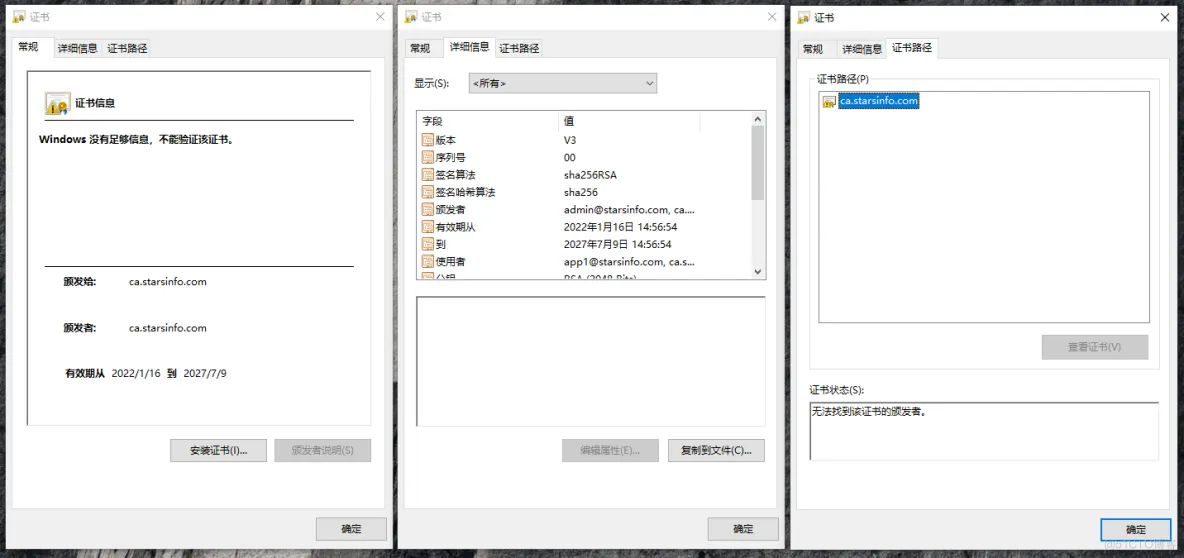 证书
常规
详细信息
证书路径
证书信息
Windows 没有足够信息，不能验证该证书。
颁发给: ca.starsinfo.com
颁发者: ca.starsinfo.com
有效期从 2022/1/16 到 2027/7/9
安装证书(I)...
颁发者说明(S)
确定
证书
常规
详细信息
证书路径
显示(S): <所有>
字段 值
版本 V3
序列号 00
签名算法 sha256RSA
签名哈希算法 sha256
颁发者 admin@starsinfo.com, ca....
有效期从 2022年1月16日 14:56:54
到 2027年7月9日 14:56:54
使用者 app1@starsinfo.com, ca.s...
公钥 RSA (2048 Bits)
编辑属性(E)...
复制到文件(C)...
确定
证书
常规
详细信息
证书路径
证书路径(P)
ca.starsinfo.com
查看证书(V)
证书状态(S):
无法找到该证书的颁发者。
确定